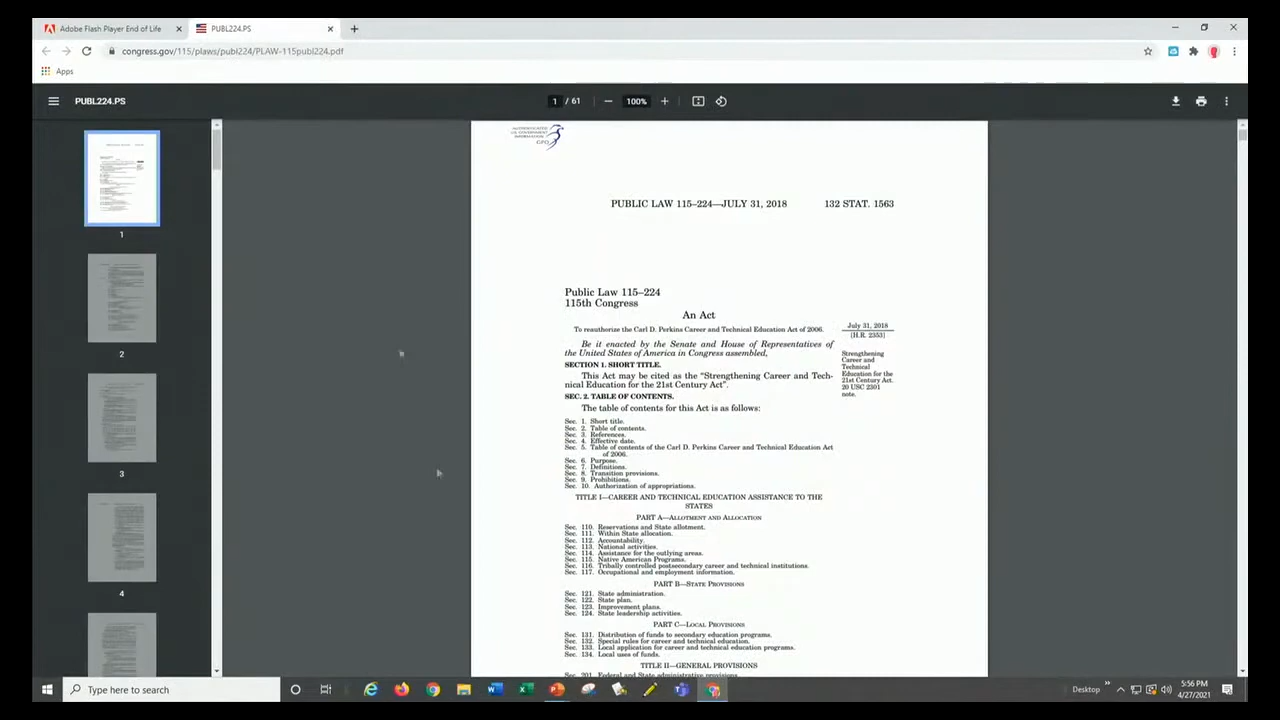 Adobe Flash Player End of Life
PUBL224.PS
congress.gov/115/plaws/publ224/PLAW-115publ224.pdf
Apps
PUBL224.PS
1 / 61
100%
1
2
3
4
AUTHENTICATED
U.S. GOVERNMENT
INFORMATION
GPO
PUBLIC LAW 115–224—JULY 31, 2018 132 STAT. 1563
Public Law 115–224
115th Congress
An Act
To reauthorize the Carl D. Perkins Career and Technical Education Act of 2006.
July 31, 2018
[H.R. 2353]
Be it enacted by the Senate and House of Representatives of
the United States of America in Congress assembled,
Strengthening
Career and
Technical
Education for the
21st Century Act.
20 USC 2301
note.
SECTION 1. SHORT TITLE.
This Act may be cited as the “Strengthening Career and Tech-
nical Education for the 21st Century Act”.
SEC. 2. TABLE OF CONTENTS.
The table of contents for this Act is as follows:
Sec. 1. Short title.
Sec. 2. Table of contents.
Sec. 3. References.
Sec. 4. Effective date.
Sec. 5. Table of contents of the Carl D. Perkins Career and Technical Education Act
of 2006.
Sec. 6. Purpose.
Sec. 7. Definitions.
Sec. 8. Transition provisions.
Sec. 9. Prohibitions.
Sec. 10. Authorization of appropriations.
TITLE I—CAREER AND TECHNICAL EDUCATION ASSISTANCE TO THE
STATES
PART A—ALLOTMENT AND ALLOCATION
Sec. 110. Reservations and State allotment.
Sec. 111. Within State allocation.
Sec. 112. Accountability.
Sec. 113. National activities.
Sec. 114. Assistance for the outlying areas.
Sec. 115. Native American Programs.
Sec. 116. Tribally controlled postsecondary career and technical institutions.
Sec. 117. Occupational and employment information.
PART B—STATE PROVISIONS
Sec. 121. State administration.
Sec. 122. State plan.
Sec. 123. Improvement plans.
Sec. 124. State leadership activities.
PART C—LOCAL PROVISIONS
Sec. 131. Distribution of funds to secondary education programs.
Sec. 132. Special rules for career and technical education.
Sec. 133. Local application for career and technical education programs.
Sec. 134. Local uses of funds.
TITLE II—GENERAL PROVISIONS
Sec. 201. Federal and State administrative provisions.
Type here to search
Desktop
5:56 PM
4/27/2021